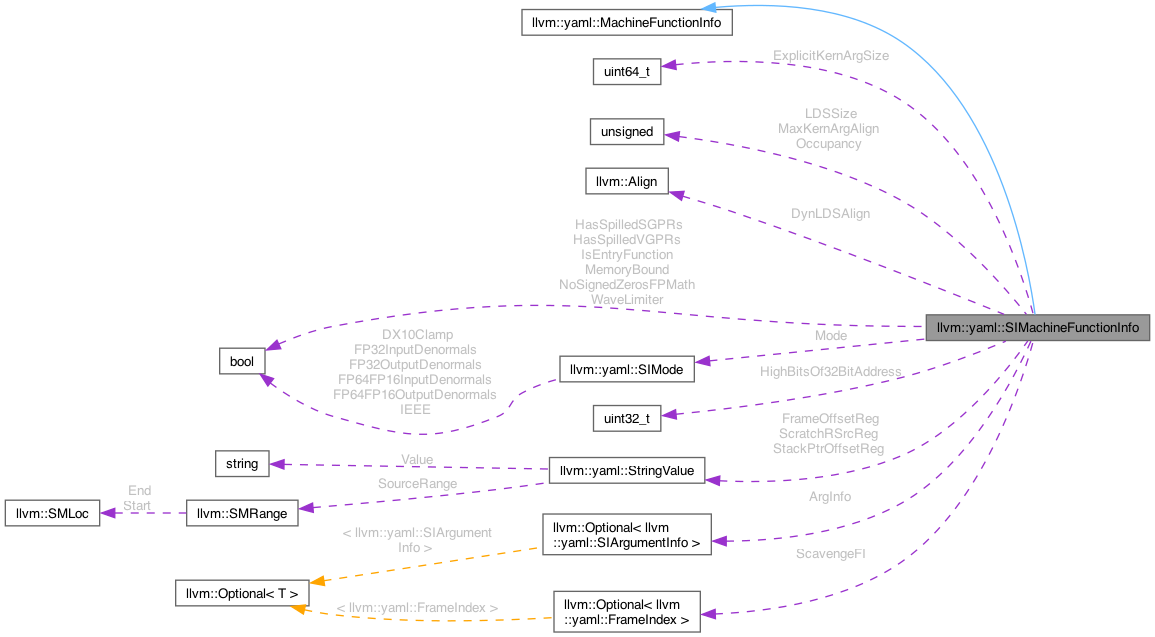 llvm::yaml::MachineFunctionInfo
ExplicitKernArgSize
uint64_t
LDSSize
MaxKernArgAlign
Occupancy
unsigned
llvm::Align
DynLDSAlign
HasSpilledSGPRs
HasSpilledVGPRs
IsEntryFunction
MemoryBound
NoSignedZerosFPMath
WaveLimiter
llvm::yaml::SIMachineFunctionInfo
bool
DX10Clamp
FP32InputDenormals
FP32OutputDenormals
FP64FP16InputDenormals
FP64FP16OutputDenormals
IEEE
Mode
llvm::yaml::SIMode
HighBitsOf32BitAddress
uint32_t
FrameOffsetReg
ScratchRSrcReg
StackPtrOffsetReg
string
Value
llvm::yaml::StringValue
SourceRange
llvm::SMLoc
End
Start
llvm::SMRange
ArgInfo
llvm::Optional< llvm
::yaml::SIArgumentInfo >
< llvm::yaml::SIArgument
Info >
ScavengeFI
llvm::Optional< T >
< llvm::yaml::FrameIndex >
llvm::Optional< llvm
::yaml::FrameIndex >